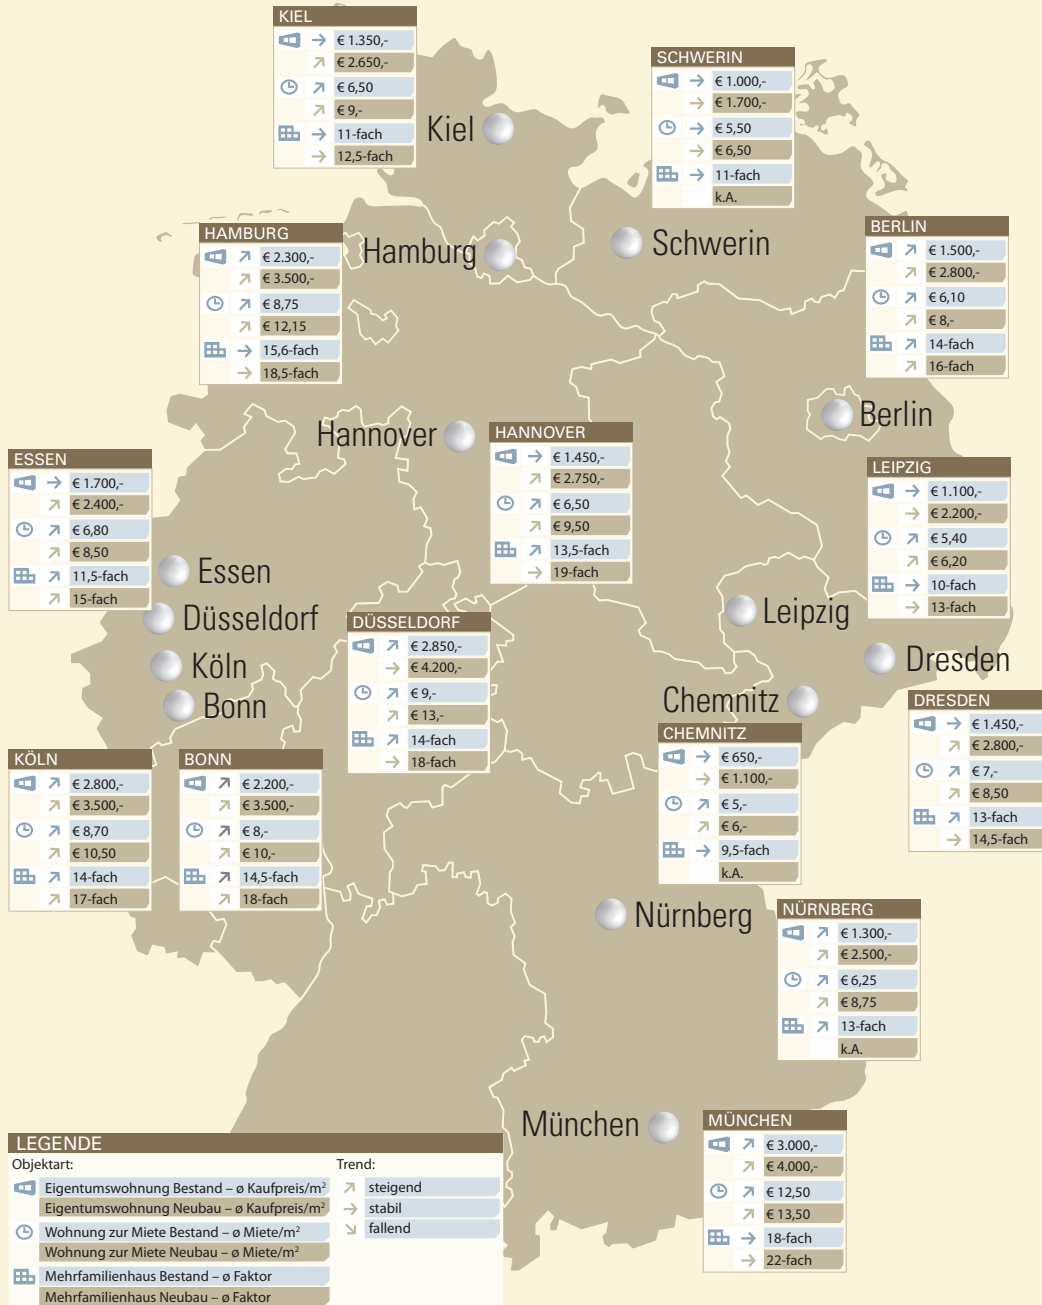 KIEL
€ 1.350,-
€ 2.650,-
€ 6,50
€ 9,-
11-fach
12,5-fach
Kiel
SCHWERIN
€ 1.000,-
€ 1.700,-
€ 5,50
€ 6,50
11-fach
k.A.
Schwerin
HAMBURG
€ 2.300,-
€ 3.500,-
€ 8,75
€ 12,15
15,6-fach
18,5-fach
Hamburg
BERLIN
€ 1.500,-
€ 2.800,-
€ 6,10
€ 8,-
14-fach
16-fach
Berlin
Hannover
HANNOVER
€ 1.450,-
€ 2.750,-
€ 6,50
€ 9,50
13,5-fach
19-fach
ESSEN
€ 1.700,-
€ 2.400,-
€ 6,80
€ 8,50
11,5-fach
15-fach
Essen
LEIPZIG
€ 1.100,-
€ 2.200,-
€ 5,40
€ 6,20
10-fach
13-fach
Leipzig
Düsseldorf
DÜSSELDORF
€ 2.850,-
€ 4.200,-
€ 9,-
€ 13,-
14-fach
18-fach
Köln
Bonn
Dresden
DRESDEN
€ 1.450,-
€ 2.800,-
€ 7,-
€ 8,50
13-fach
14,5-fach
Chemnitz
CHEMNITZ
€ 650,-
€ 1.100,-
€ 5,-
€ 6,-
9,5-fach
k.A.
KÖLN
€ 2.800,-
€ 3.500,-
€ 8,70
€ 10,50
14-fach
17-fach
BONN
€ 2.200,-
€ 3.500,-
€ 8,-
€ 10,-
14,5-fach
18-fach
Nürnberg
NÜRNBERG
€ 1.300,-
€ 2.500,-
€ 6,25
€ 8,75
13-fach
k.A.
München
MÜNCHEN
€ 3.000,-
€ 4.000,-
€ 12,50
€ 13,50
18-fach
22-fach
LEGENDE
Objektart:
Eigentumswohnung Bestand – ø Kaufpreis/m²
Eigentumswohnung Neubau – ø Kaufpreis/m²
Wohnung zur Miete Bestand – ø Miete/m²
Wohnung zur Miete Neubau – ø Miete/m²
Mehrfamilienhaus Bestand – ø Faktor
Mehrfamilienhaus Neubau – ø Faktor
Trend:
steigend
stabil
fallend